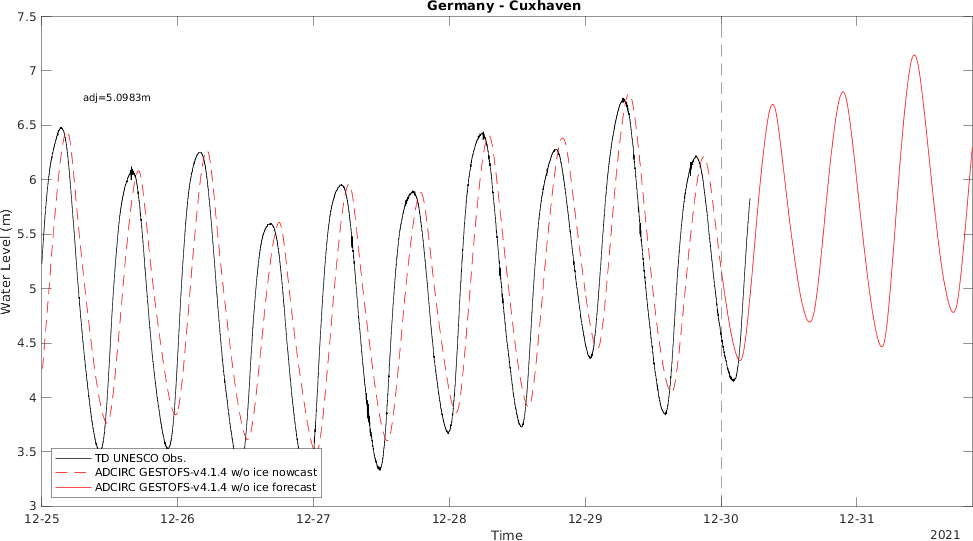 Germany - Cuxhaven
7.5
7
6.5
6
5.5
5
4.5
4
3.5
3
Water Level (m)
adj=5.0983m
TD UNESCO Obs.
ADCIRC GESTOFS-v4.1.4 w/o ice nowcast
ADCIRC GESTOFS-v4.1.4 w/o ice forecast
12-25 12-26 12-27 12-28 12-29 12-30 12-31
Time
2021